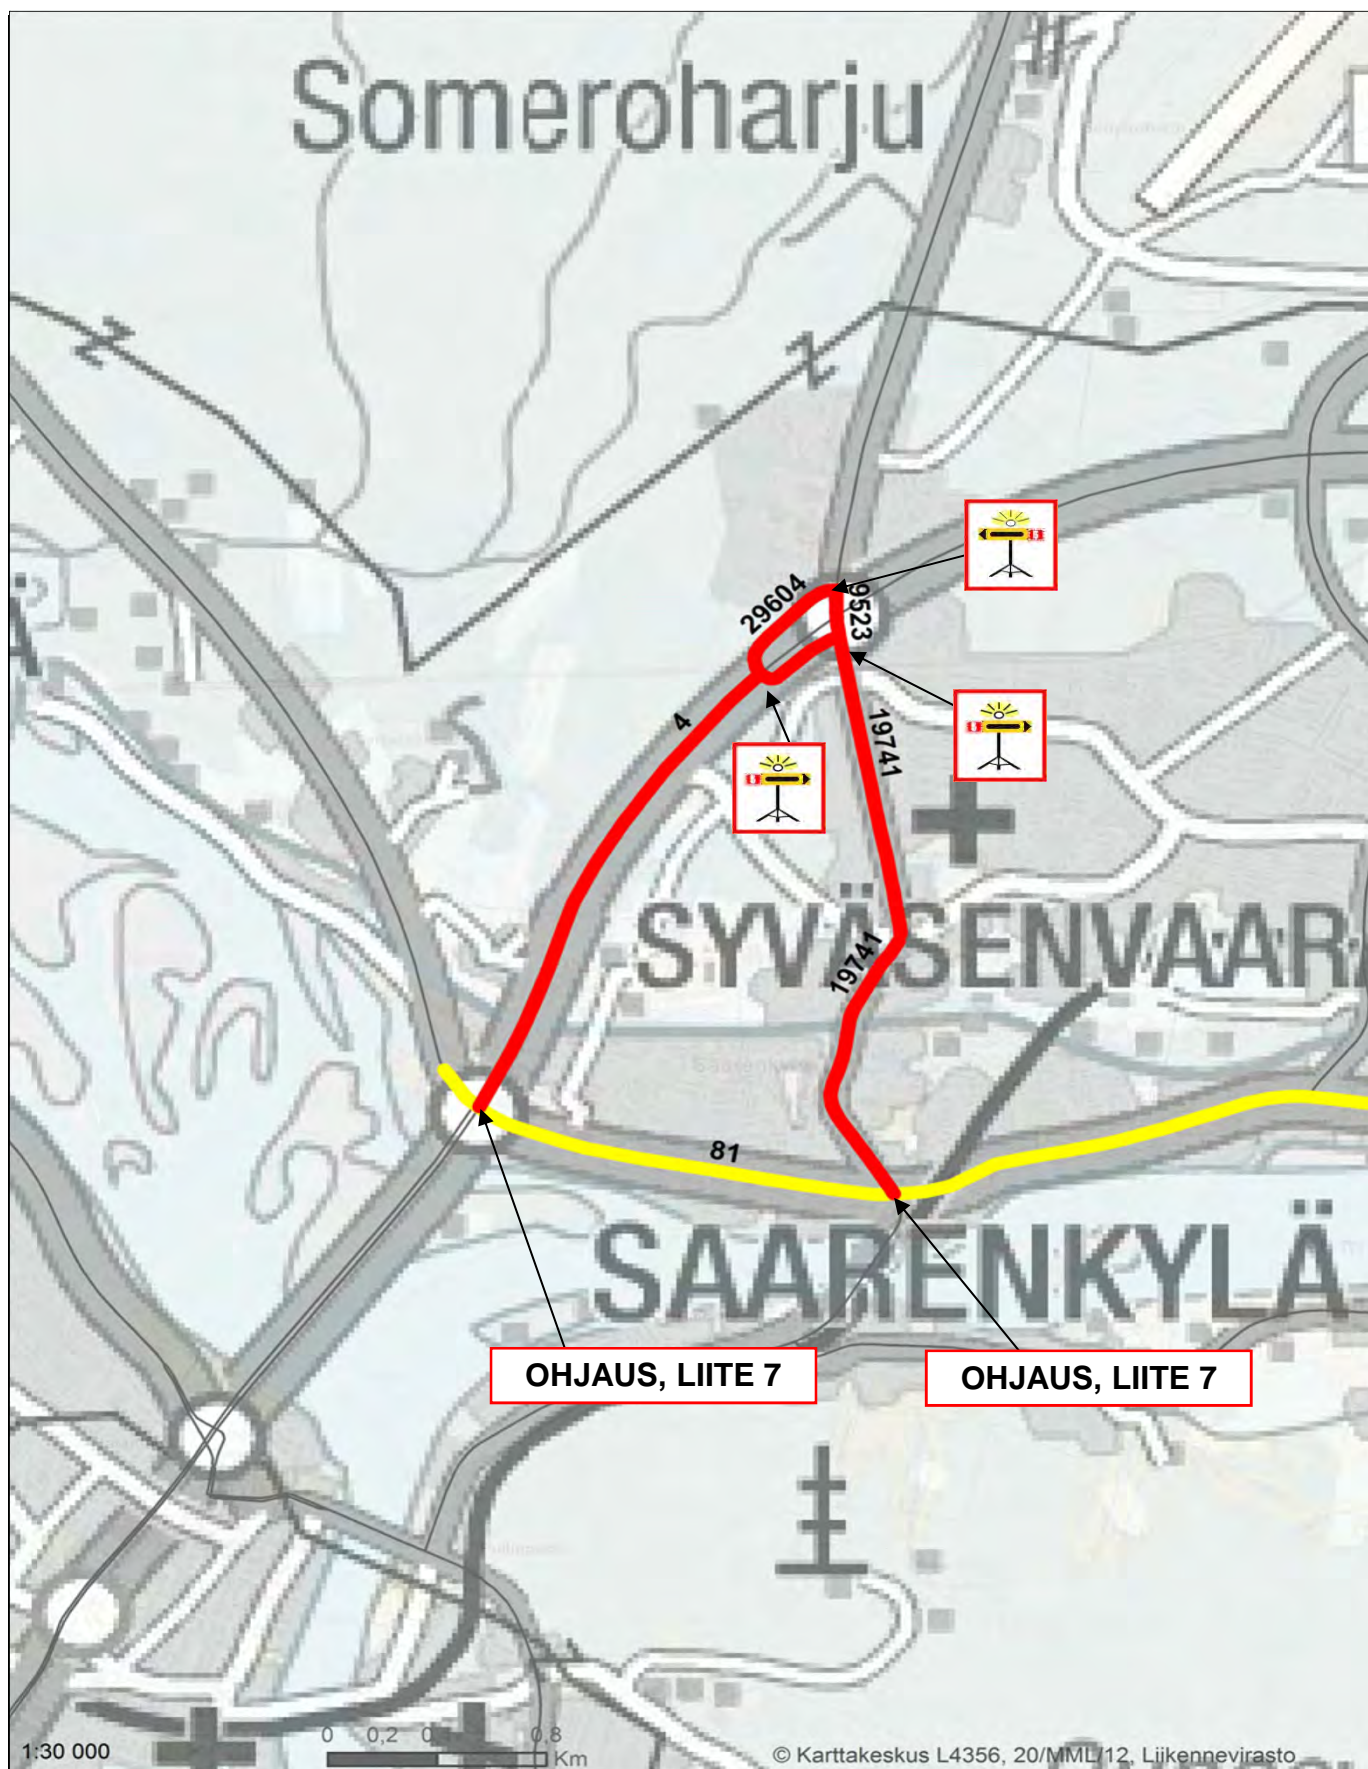 Someroharju
29604
9523
4
19741
SYVÄSENVAARA
19741
81
SAARENKYLÄ
OHJAUS, LIITE 7
OHJAUS, LIITE 7
0 0,2 0,8
Km
1:30 000
© Karttakeskus L4356, 20/MML/12, Liikennevirasto